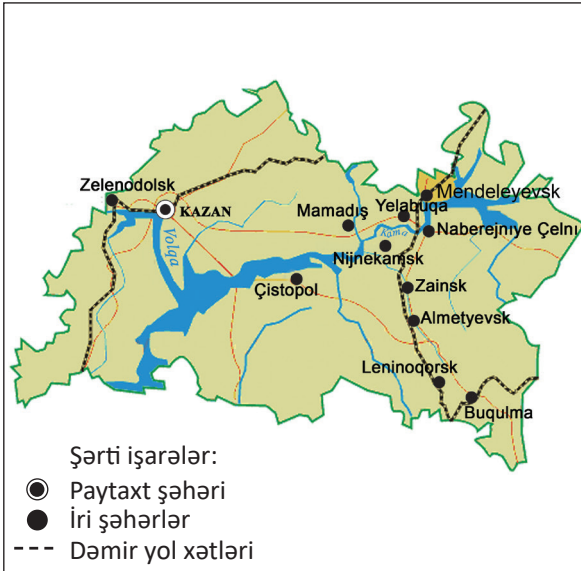 Zelenodolsk
KAZAN
Volqa
Mamadış
Yelabuqa
Mendeleyevsk
Kama
Naberejnıye Çelnı
Nijnekamsk
Çistopol
Zainsk
Almetyevsk
Leninoqorsk
Buqulma
Şərti işarələr:
Paytaxt şəhəri
İri şəhərlər
Dəmir yol xətləri